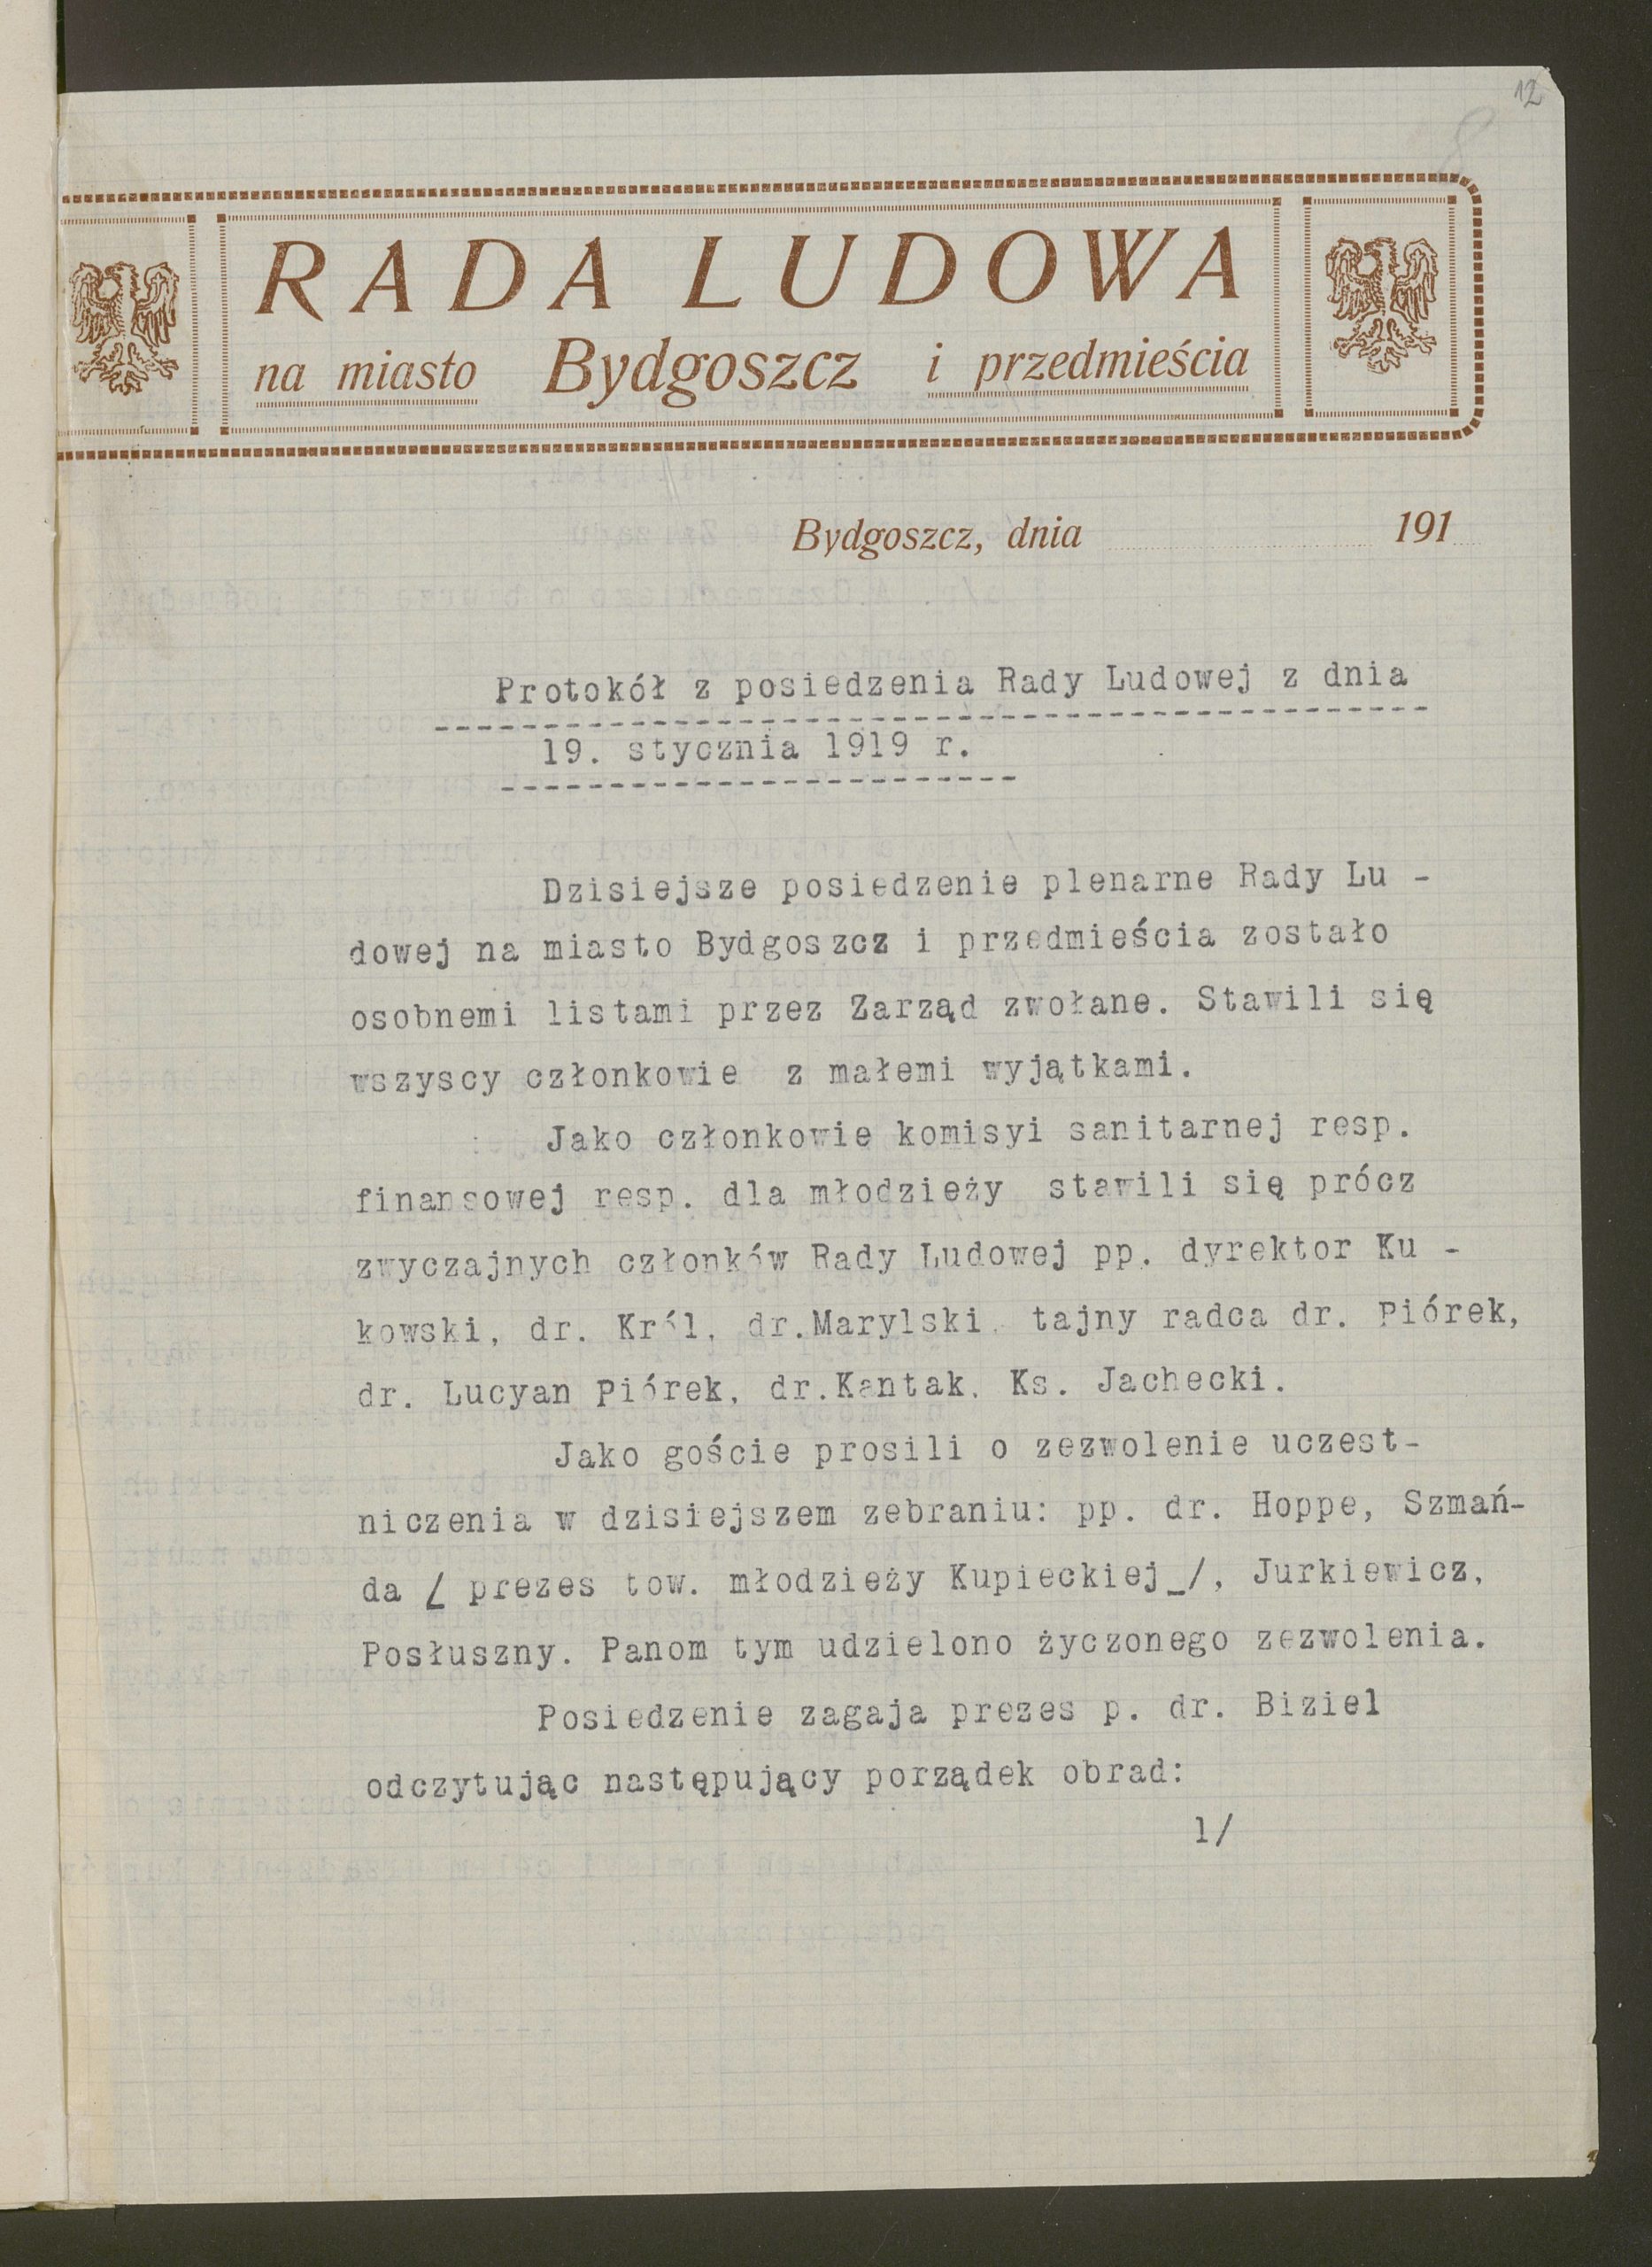 12
8
RADA LUDOWA
na miasto Bydgoszcz i przedmieścia
Bydgoszcz, dnia 191
Protokół z posiedzenia Rady Ludowej z dnia
19. stycznia 1919 r.
Dzisiejsze posiedzenie plenarne Rady Lu -
dowej na miasto Bydgoszcz i przedmieścia zostało
osobnemi listami przez Zarząd zwołane. Stawili się
wszyscy członkowie z małemi wyjątkami.
Jako członkowie komisyi sanitarnej resp.
finansowej resp. dla młodzieży stawili się prócz
zwyczajnych członków Rady Ludowej pp. dyrektor Ku -
kowski, dr. Król, dr.Marylski, tajny radca dr. Piórek,
dr. Lucyan Piórek, dr.Kantak, Ks. Jachecki.
Jako goście prosili o zezwolenie uczest-
niczenia w dzisiejszem zebraniu: pp. dr. Hoppe, Szmań-
da /_ prezes tow. młodzieży Kupieckiej_/, Jurkiewicz,
Posłuszny. Panom tym udzielono życzonego zezwolenia.
Posiedzenie zagaja prezes p. dr. Biziel
odczytując następujący porządek obrad:
1/